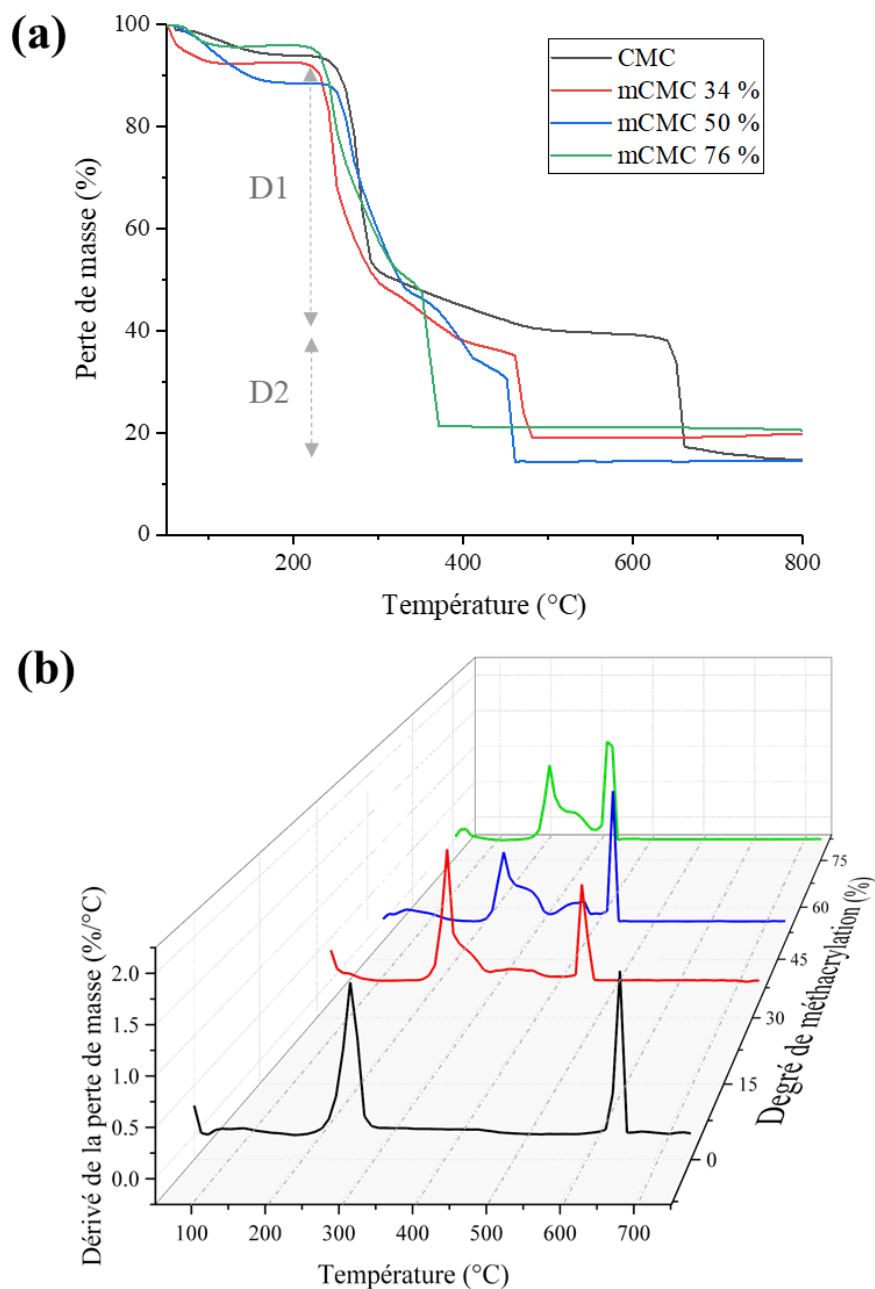 (a)
100
80
60
40
20
0
Perte de masse (%)
D1
D2
CMC
mCMC 34 %
mCMC 50 %
mCMC 76 %
200
400
600
800
Température (°C)
(b)
2.0
1.5
1.0
0.5
0.0
Dérivé de la perte de masse (%/°C)
100
200
300
400
500
600
700
Température (°C)
0
15
30
45
60
75
Degré de méthacrylation (%)